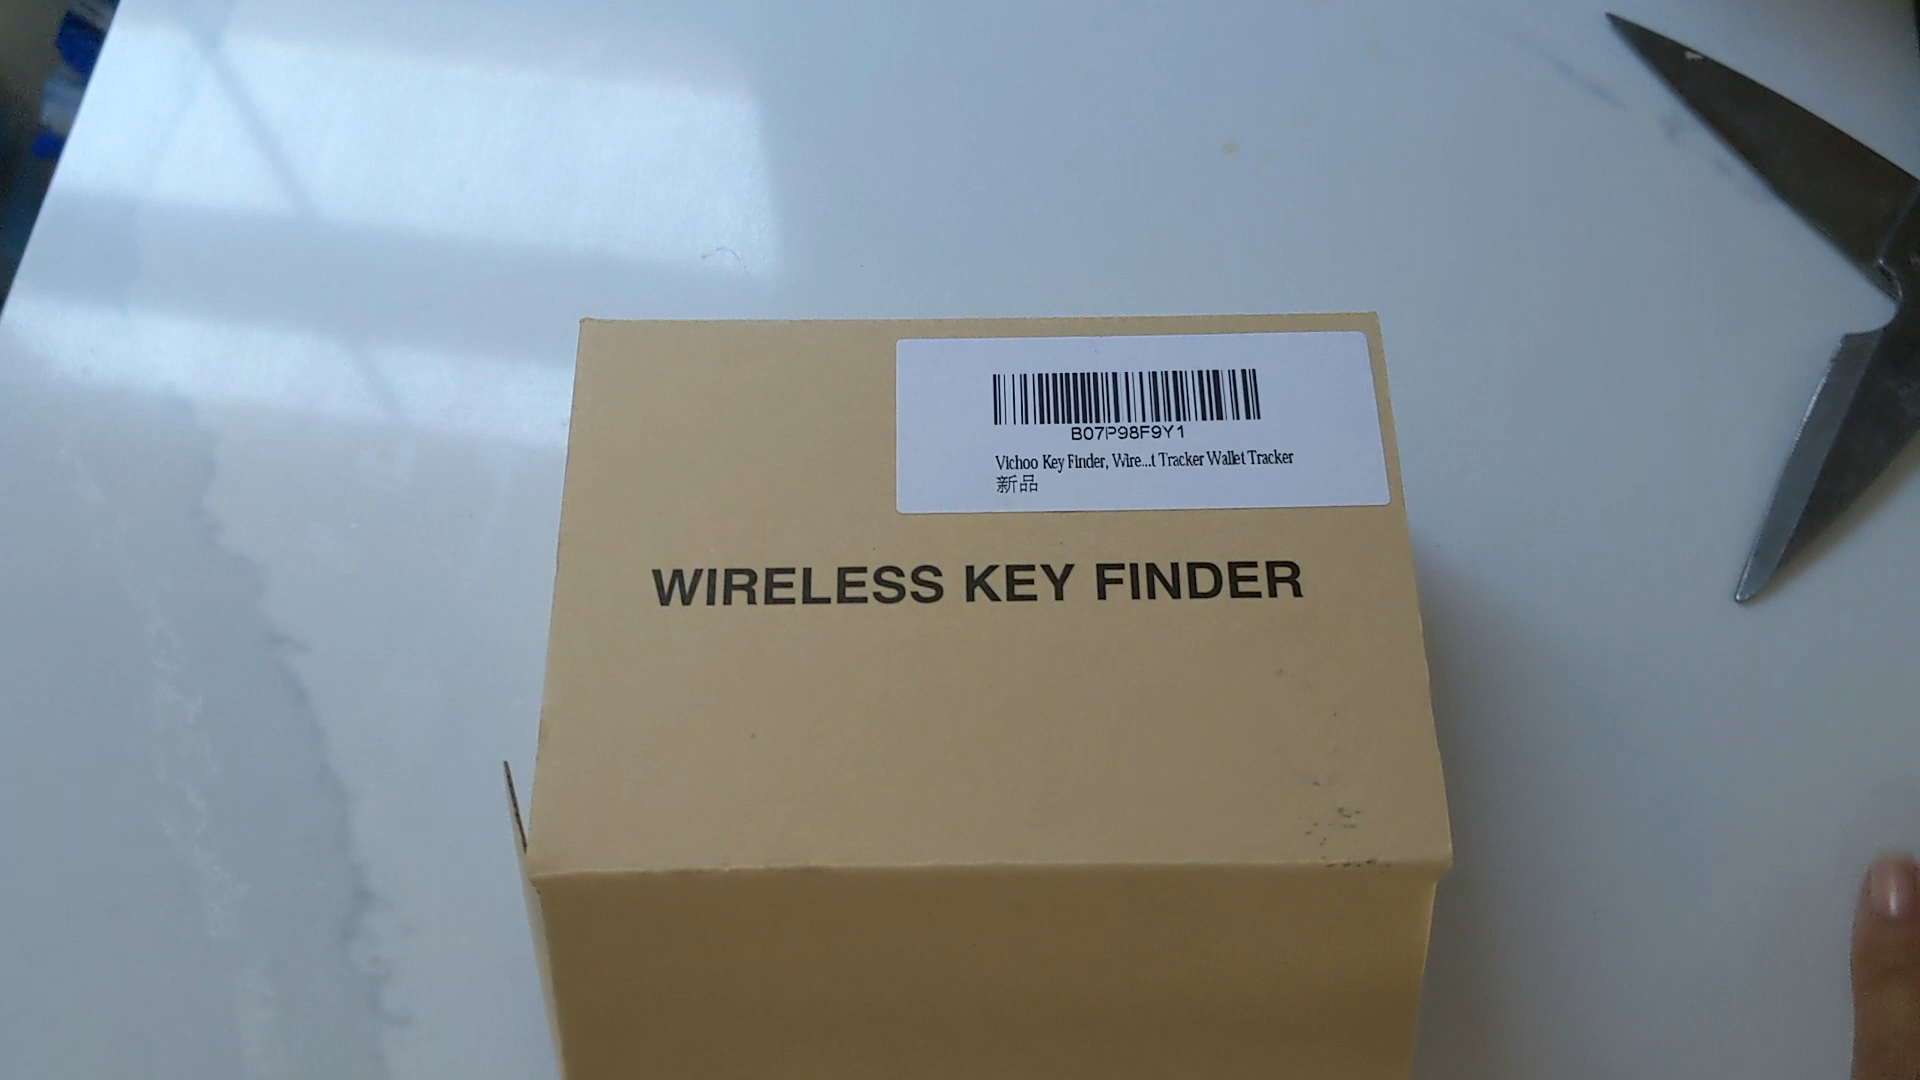 B07P98F9Y1
Vichoo Key Finder, Wire...t Tracker Wallet Tracker
新品
WIRELESS KEY FINDER